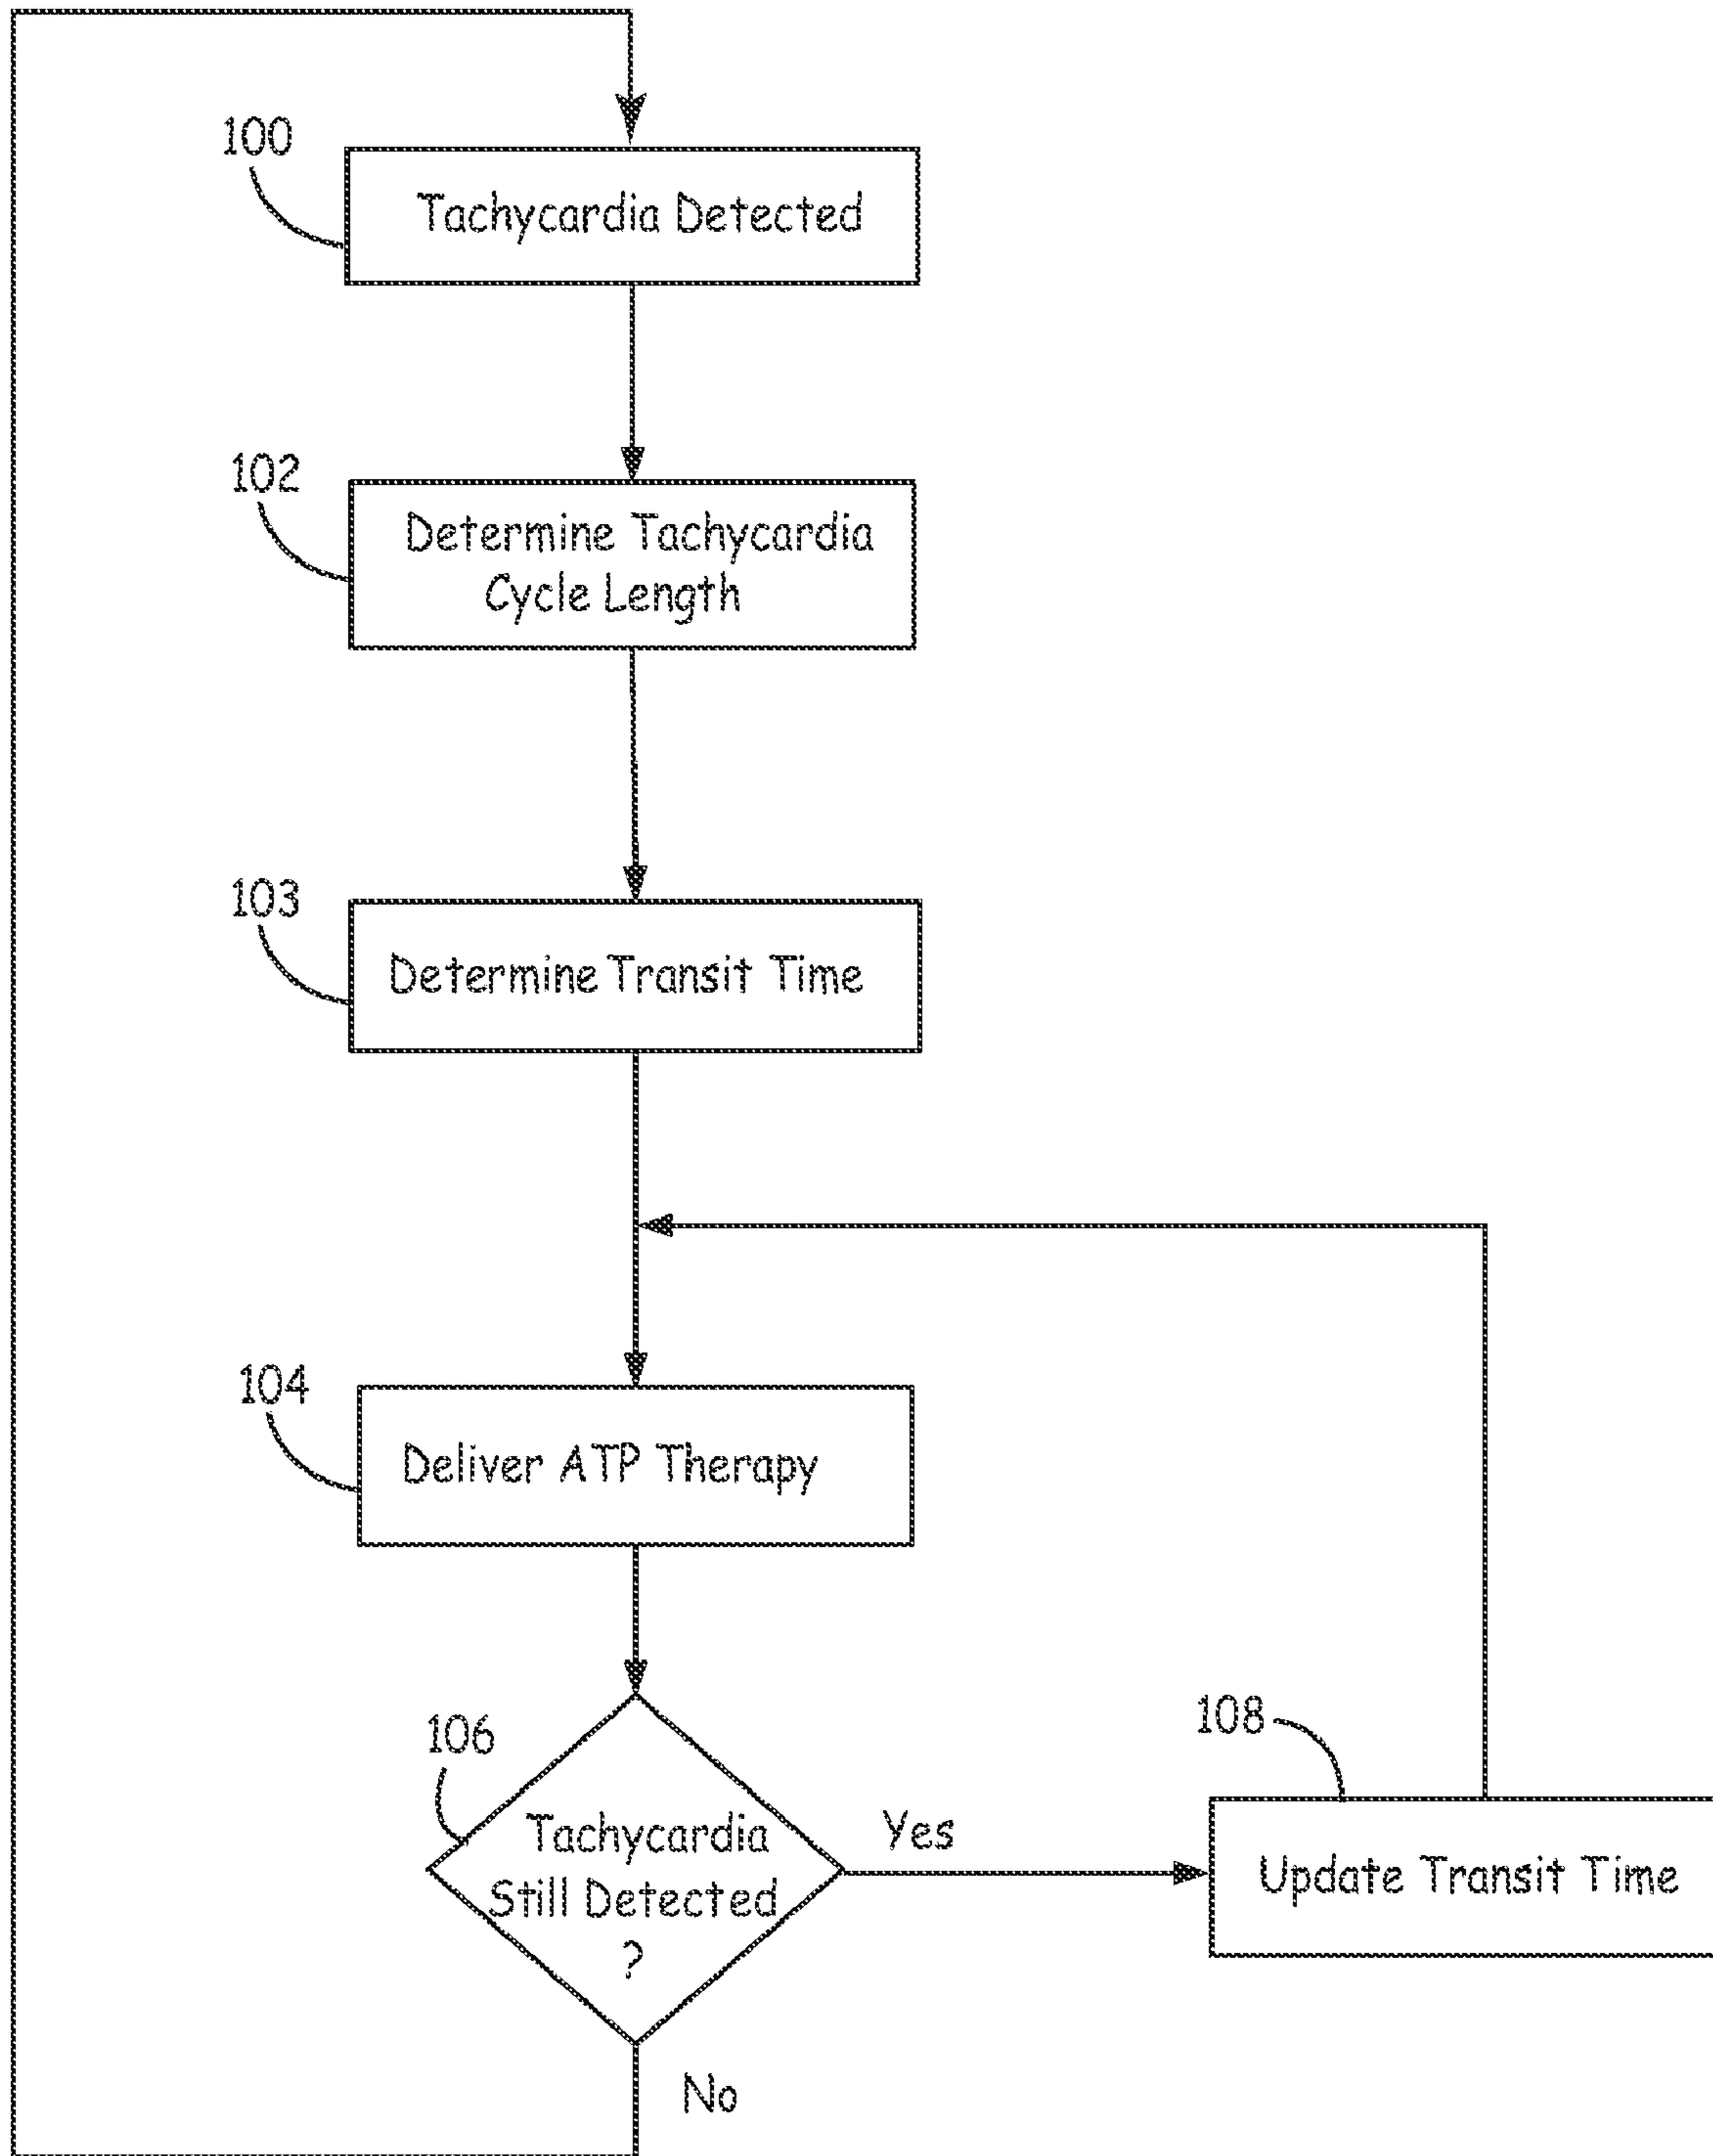 100
Tachycardia Detected
102
Determine Tachycardia
Cycle Length
103
Determine Transit Time
104
Deliver ATP Therapy
106
Tachycardia
Still Detected
?
Yes
108
Update Transit Time
No